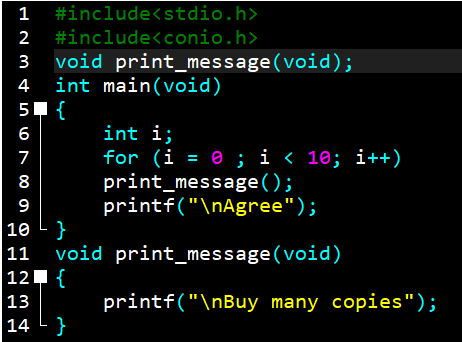 1 #include<stdio.h>
2 #include<conio.h>
3 void print_message(void);
4 int main(void)
5 {
6 int i;
7 for (i = 0 ; i < 10; i++)
8 print_message();
9 printf("\nAgree");
10 }
11 void print_message(void)
12 {
13 printf("\nBuy many copies");
14 }